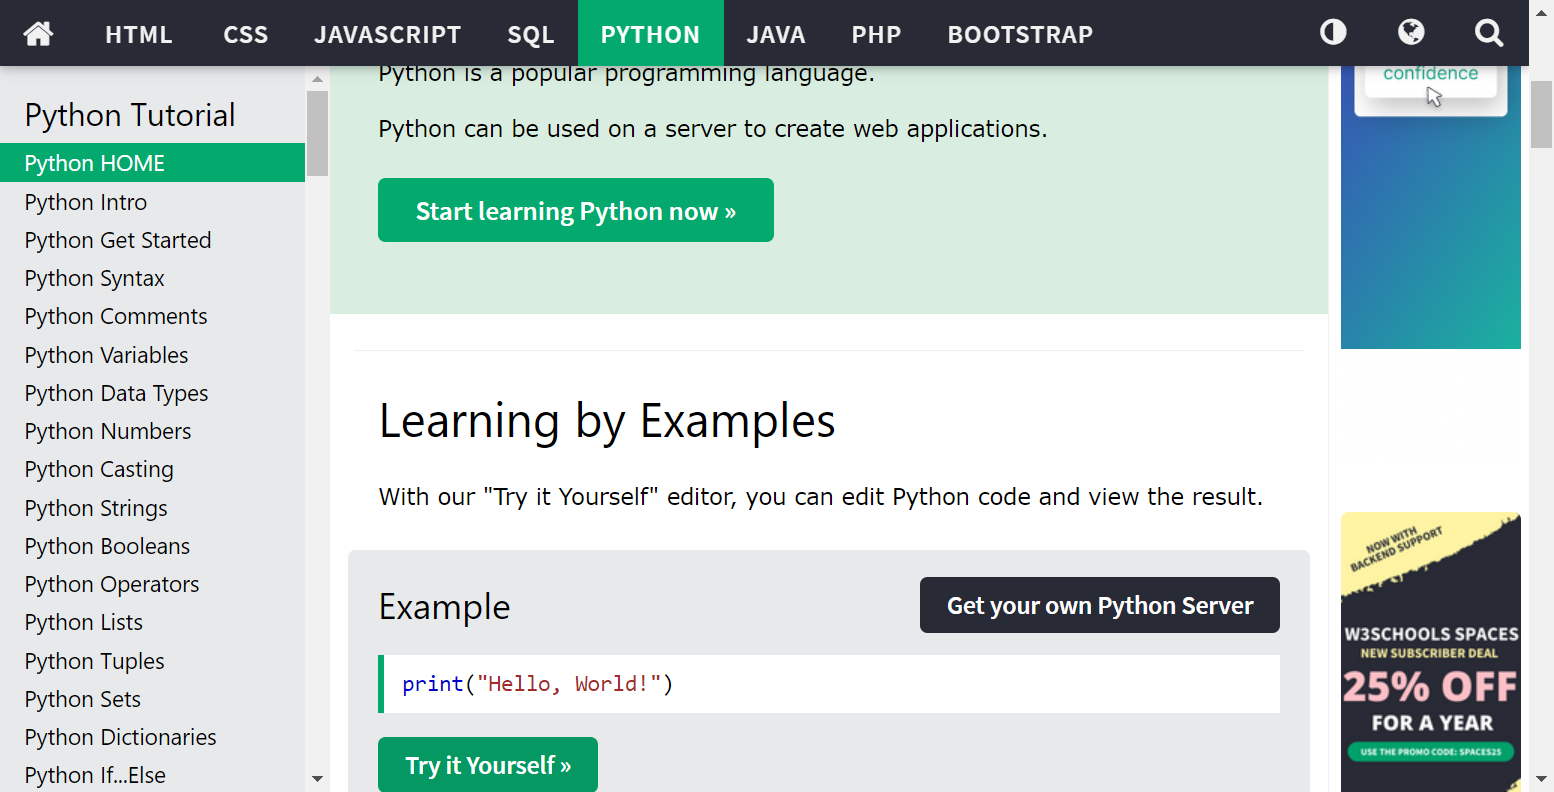 HTML CSS JAVASCRIPT SQL PYTHON JAVA PHP BOOTSTRAP
Python Tutorial
Python HOME
Python Intro
Python Get Started
Python Syntax
Python Comments
Python Variables
Python Data Types
Python Numbers
Python Casting
Python Strings
Python Booleans
Python Operators
Python Lists
Python Tuples
Python Sets
Python Dictionaries
Python If...Else
Python is a popular programming language.
Python can be used on a server to create web applications.
Start learning Python now »
Learning by Examples
With our "Try it Yourself" editor, you can edit Python code and view the result.
Example
Get your own Python Server
print("Hello, World!")
Try it Yourself »
confidence
NOW WITH
BACKEND SUPPORT
W3SCHOOLS SPACES
NEW SUBSCRIBER DEAL
25% OFF
FOR A YEAR
USE THE PROMO CODE: SPACES25